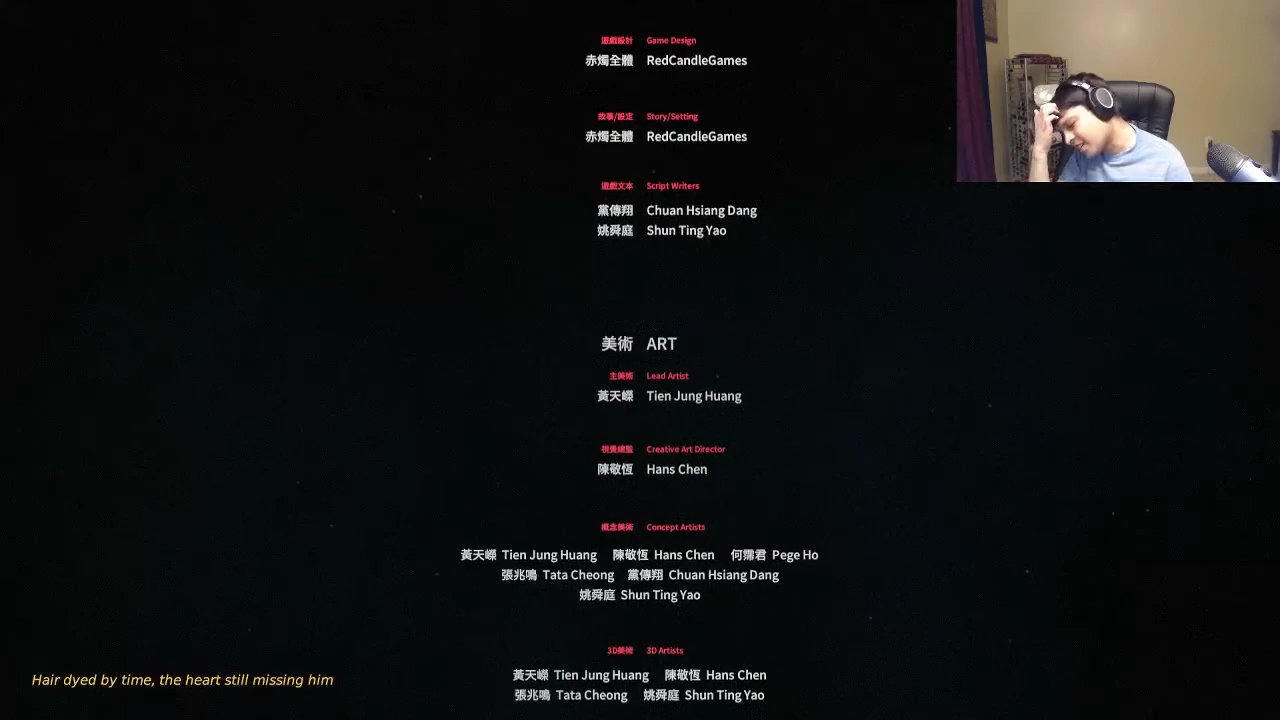 遊戲設計 Game Design
赤燭全體 RedCandleGames
故事/設定 Story/Setting
赤燭全體 RedCandleGames
遊戲文本 Script Writers
黨傳翔 Chuan Hsiang Dang
姚舜庭 Shun Ting Yao
美術 ART
主美術 Lead Artist
黃天嶸 Tien Jung Huang
視覺總監 Creative Art Director
陳敬恆 Hans Chen
概念美術 Concept Artists
黃天嶸 Tien Jung Huang 陳敬恆 Hans Chen 何霈君 Pege Ho
張兆鳴 Tata Cheong 黨傳翔 Chuan Hsiang Dang
姚舜庭 Shun Ting Yao
3D美術 3D Artists
黃天嶸 Tien Jung Huang 陳敬恆 Hans Chen
張兆鳴 Tata Cheong 姚舜庭 Shun Ting Yao
Hair dyed by time, the heart still missing him